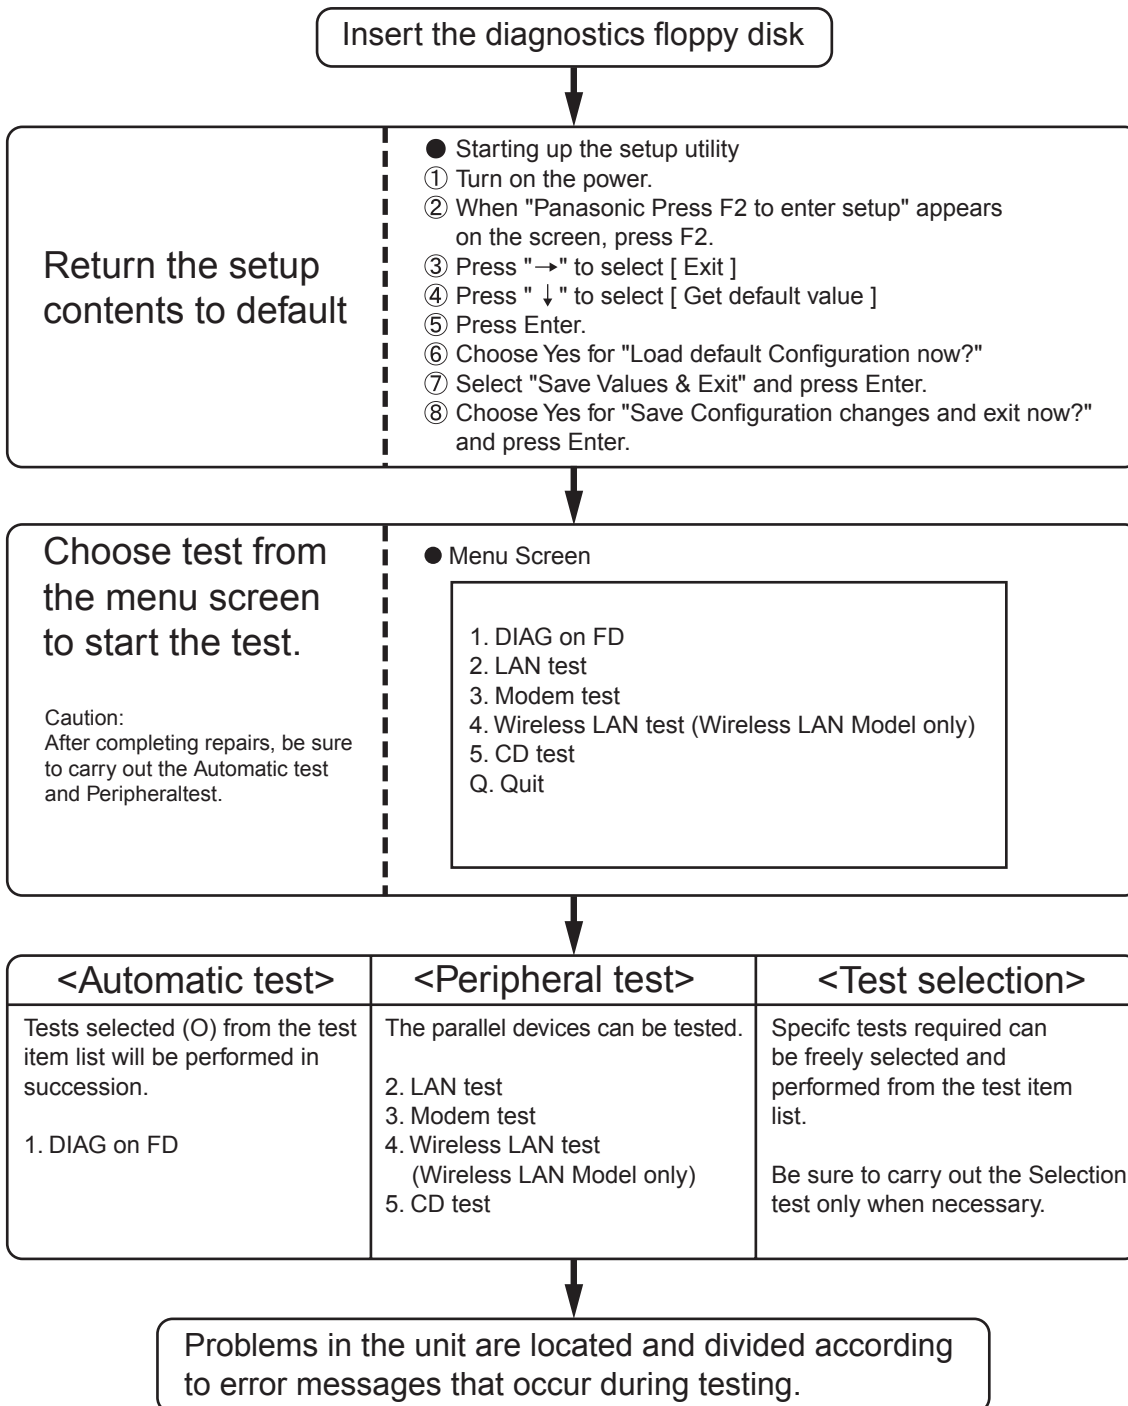 Insert the diagnostics floppy disk
Return the setup
contents to default
● Starting up the setup utility
① Turn on the power.
② When "Panasonic Press F2 to enter setup" appears
on the screen, press F2.
③ Press "→" to select [ Exit ]
④ Press " ↓ " to select [ Get default value ]
⑤ Press Enter.
⑥ Choose Yes for "Load default Configuration now?"
⑦ Select "Save Values & Exit" and press Enter.
⑧ Choose Yes for "Save Configuration changes and exit now?"
and press Enter.
Choose test from
the menu screen
to start the test.
Caution:
After completing repairs, be sure
to carry out the Automatic test
and Peripheraltest.
● Menu Screen
1. DIAG on FD
2. LAN test
3. Modem test
4. Wireless LAN test (Wireless LAN Model only)
5. CD test
Q. Quit
<Automatic test>
Tests selected (O) from the test
item list will be performed in
succession.
1. DIAG on FD
<Peripheral test>
The parallel devices can be tested.
2. LAN test
3. Modem test
4. Wireless LAN test
(Wireless LAN Model only)
5. CD test
<Test selection>
Specifc tests required can
be freely selected and
performed from the test item
list.
Be sure to carry out the Selection
test only when necessary.
Problems in the unit are located and divided according
to error messages that occur during testing.